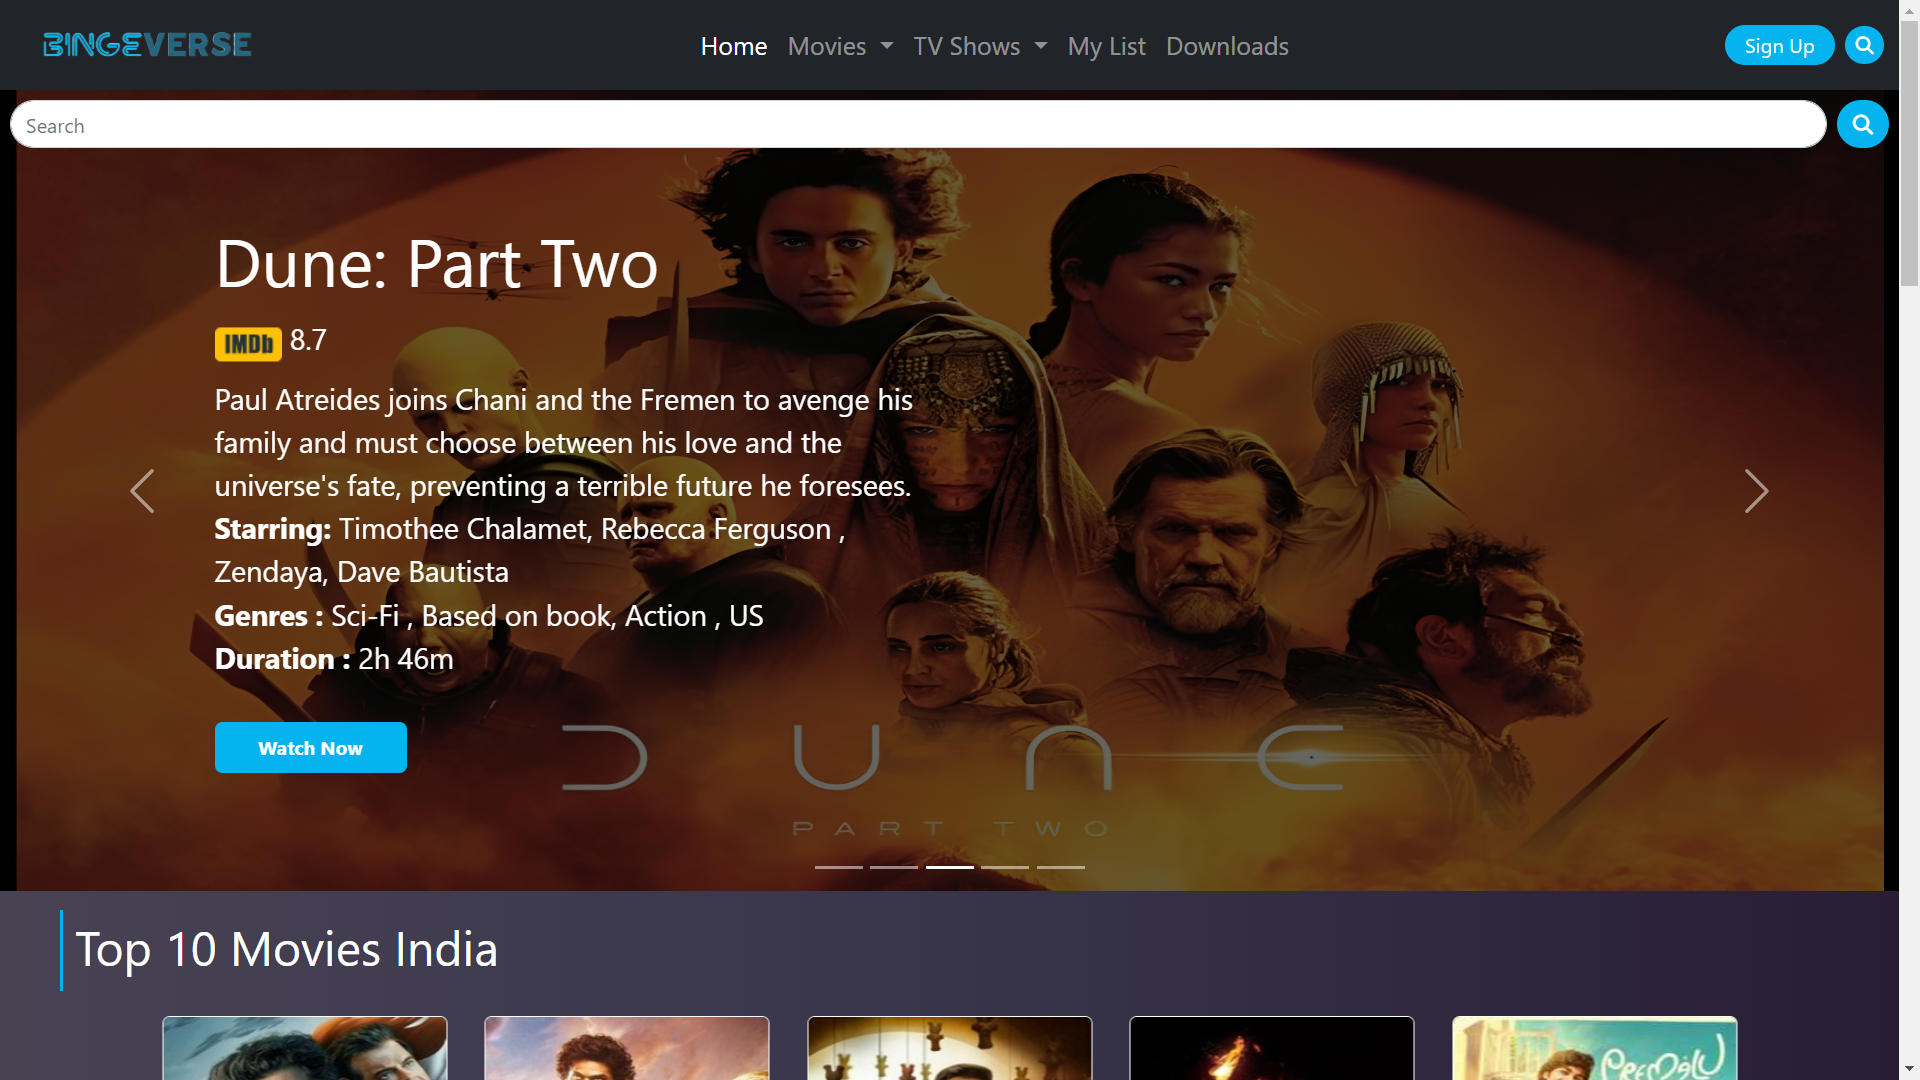 BINGEVERSE
Home Movies TV Shows My List Downloads
Sign Up
Search
Dune: Part Two
IMDb 8.7
Paul Atreides joins Chani and the Fremen to avenge his
family and must choose between his love and the
universe's fate, preventing a terrible future he foresees.
Starring: Timothee Chalamet, Rebecca Ferguson ,
Zendaya, Dave Bautista
Genres : Sci-Fi , Based on book, Action , US
Duration : 2h 46m
Watch Now
DUNE
PART TWO
Top 10 Movies India